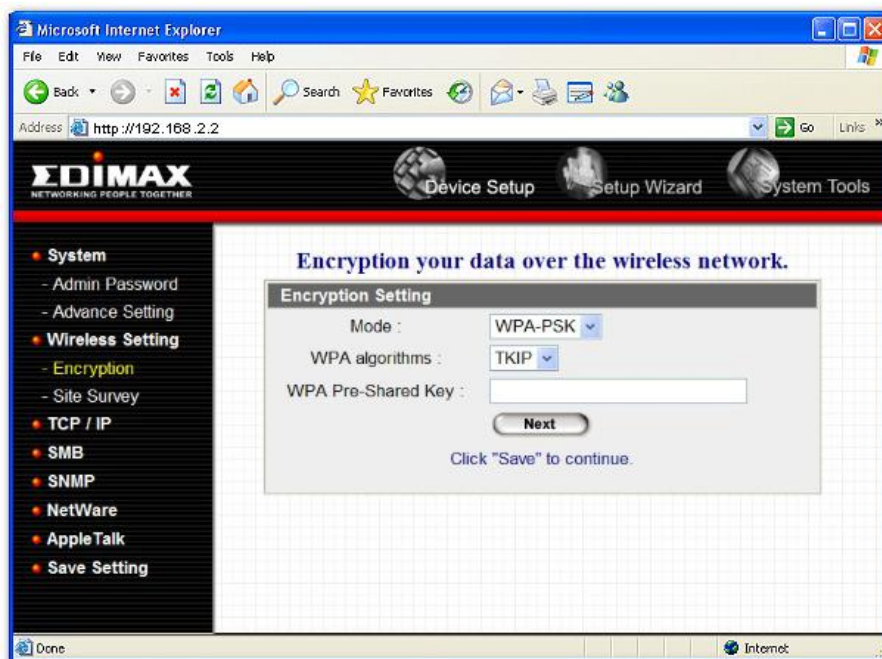 Microsoft Internet Explorer
File Edit View Favorites Tools Help
Back Search Favorites
Address http://192.168.2.2 Go Links »
EDIMAX
NETWORKING PEOPLE TOGETHER
Device Setup Setup Wizard System Tools
System
- Admin Password
- Advance Setting
Wireless Setting
- Encryption
- Site Survey
TCP / IP
SMB
SNMP
NetWare
AppleTalk
Save Setting
Encryption your data over the wireless network.
Encryption Setting
Mode : WPA-PSK
WPA algorithms : TKIP
WPA Pre-Shared Key :
Next
Click "Save" to continue.
Done Internet